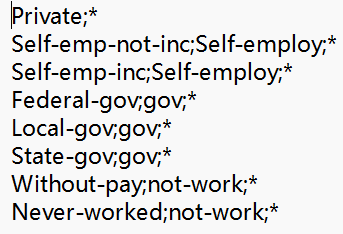 Private;*
Self-emp-not-inc;Self-employ;*
Self-emp-inc;Self-employ;*
Federal-gov;gov;*
Local-gov;gov;*
State-gov;gov;*
Without-pay;not-work;*
Never-worked;not-work;*